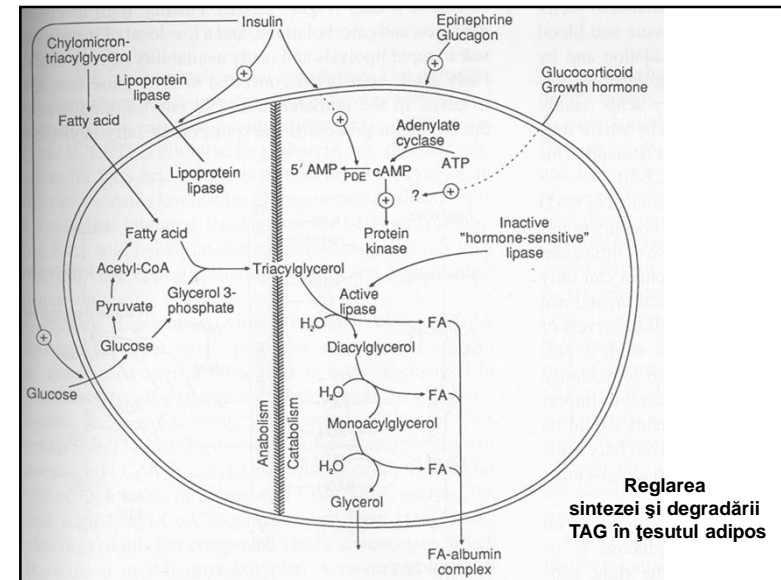 Insulin
Epinephrine
Glucagon
Chylomicron-
triacylglycerol
Lipoprotein
lipase
Glucocorticoid
Growth hormone
Fatty acid
Lipoprotein
lipase
Adenylate
cyclase
5' AMP
PDE
cAMP
ATP
?
Protein
kinase
Inactive
"hormone-sensitive"
lipase
Fatty acid
Acetyl-CoA
Triacylglycerol
Pyruvate
Glycerol 3-
phosphate
Glucose
Glucose
Active
lipase
H₂O
FA
Diacylglycerol
H₂O
FA
Monoacylglycerol
H₂O
FA
Glycerol
Anabolism
Catabolism
FA-albumin
complex
Reglarea
sintezei şi degradării
TAG în ţesutul adipos